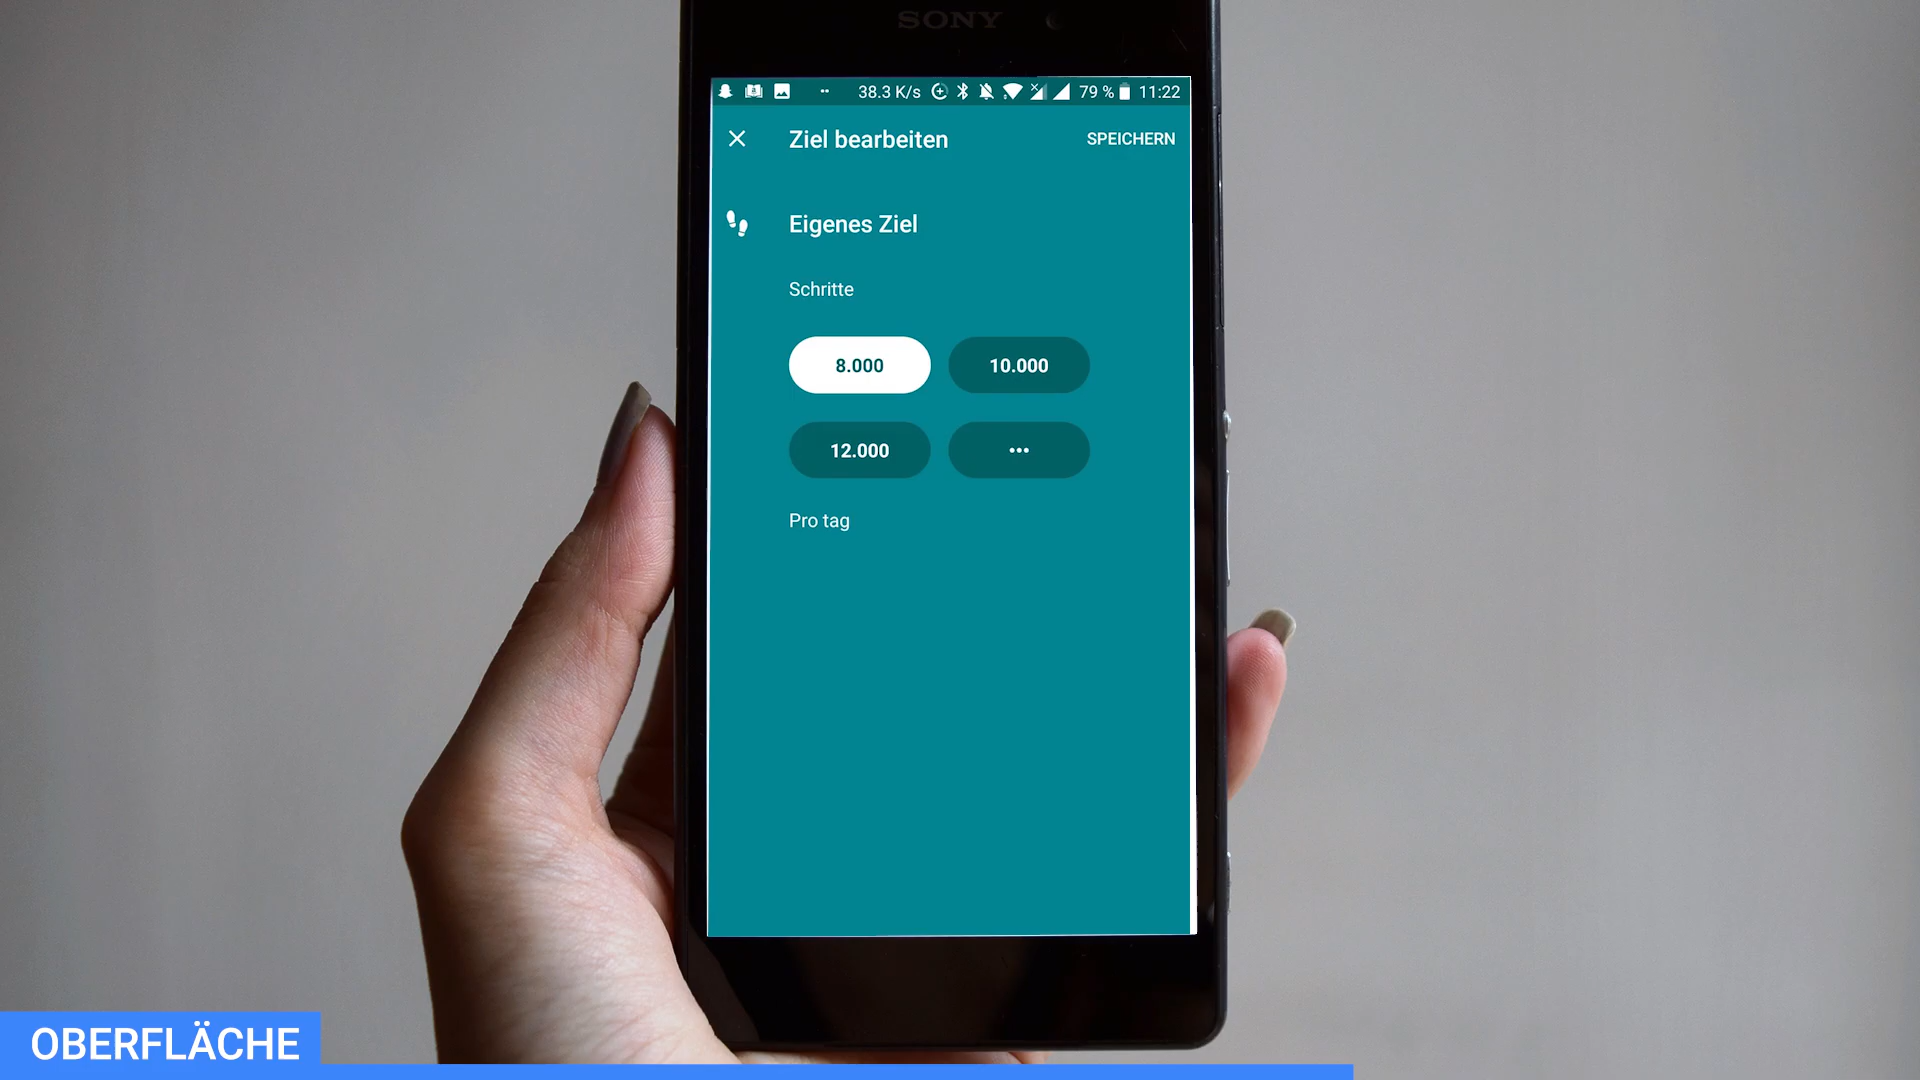 SONY
38.3 K/s 79 % 11:22
Ziel bearbeiten SPEICHERN
Eigenes Ziel
Schritte
8.000 10.000
12.000 •••
Pro tag
OBERFLÄCHE